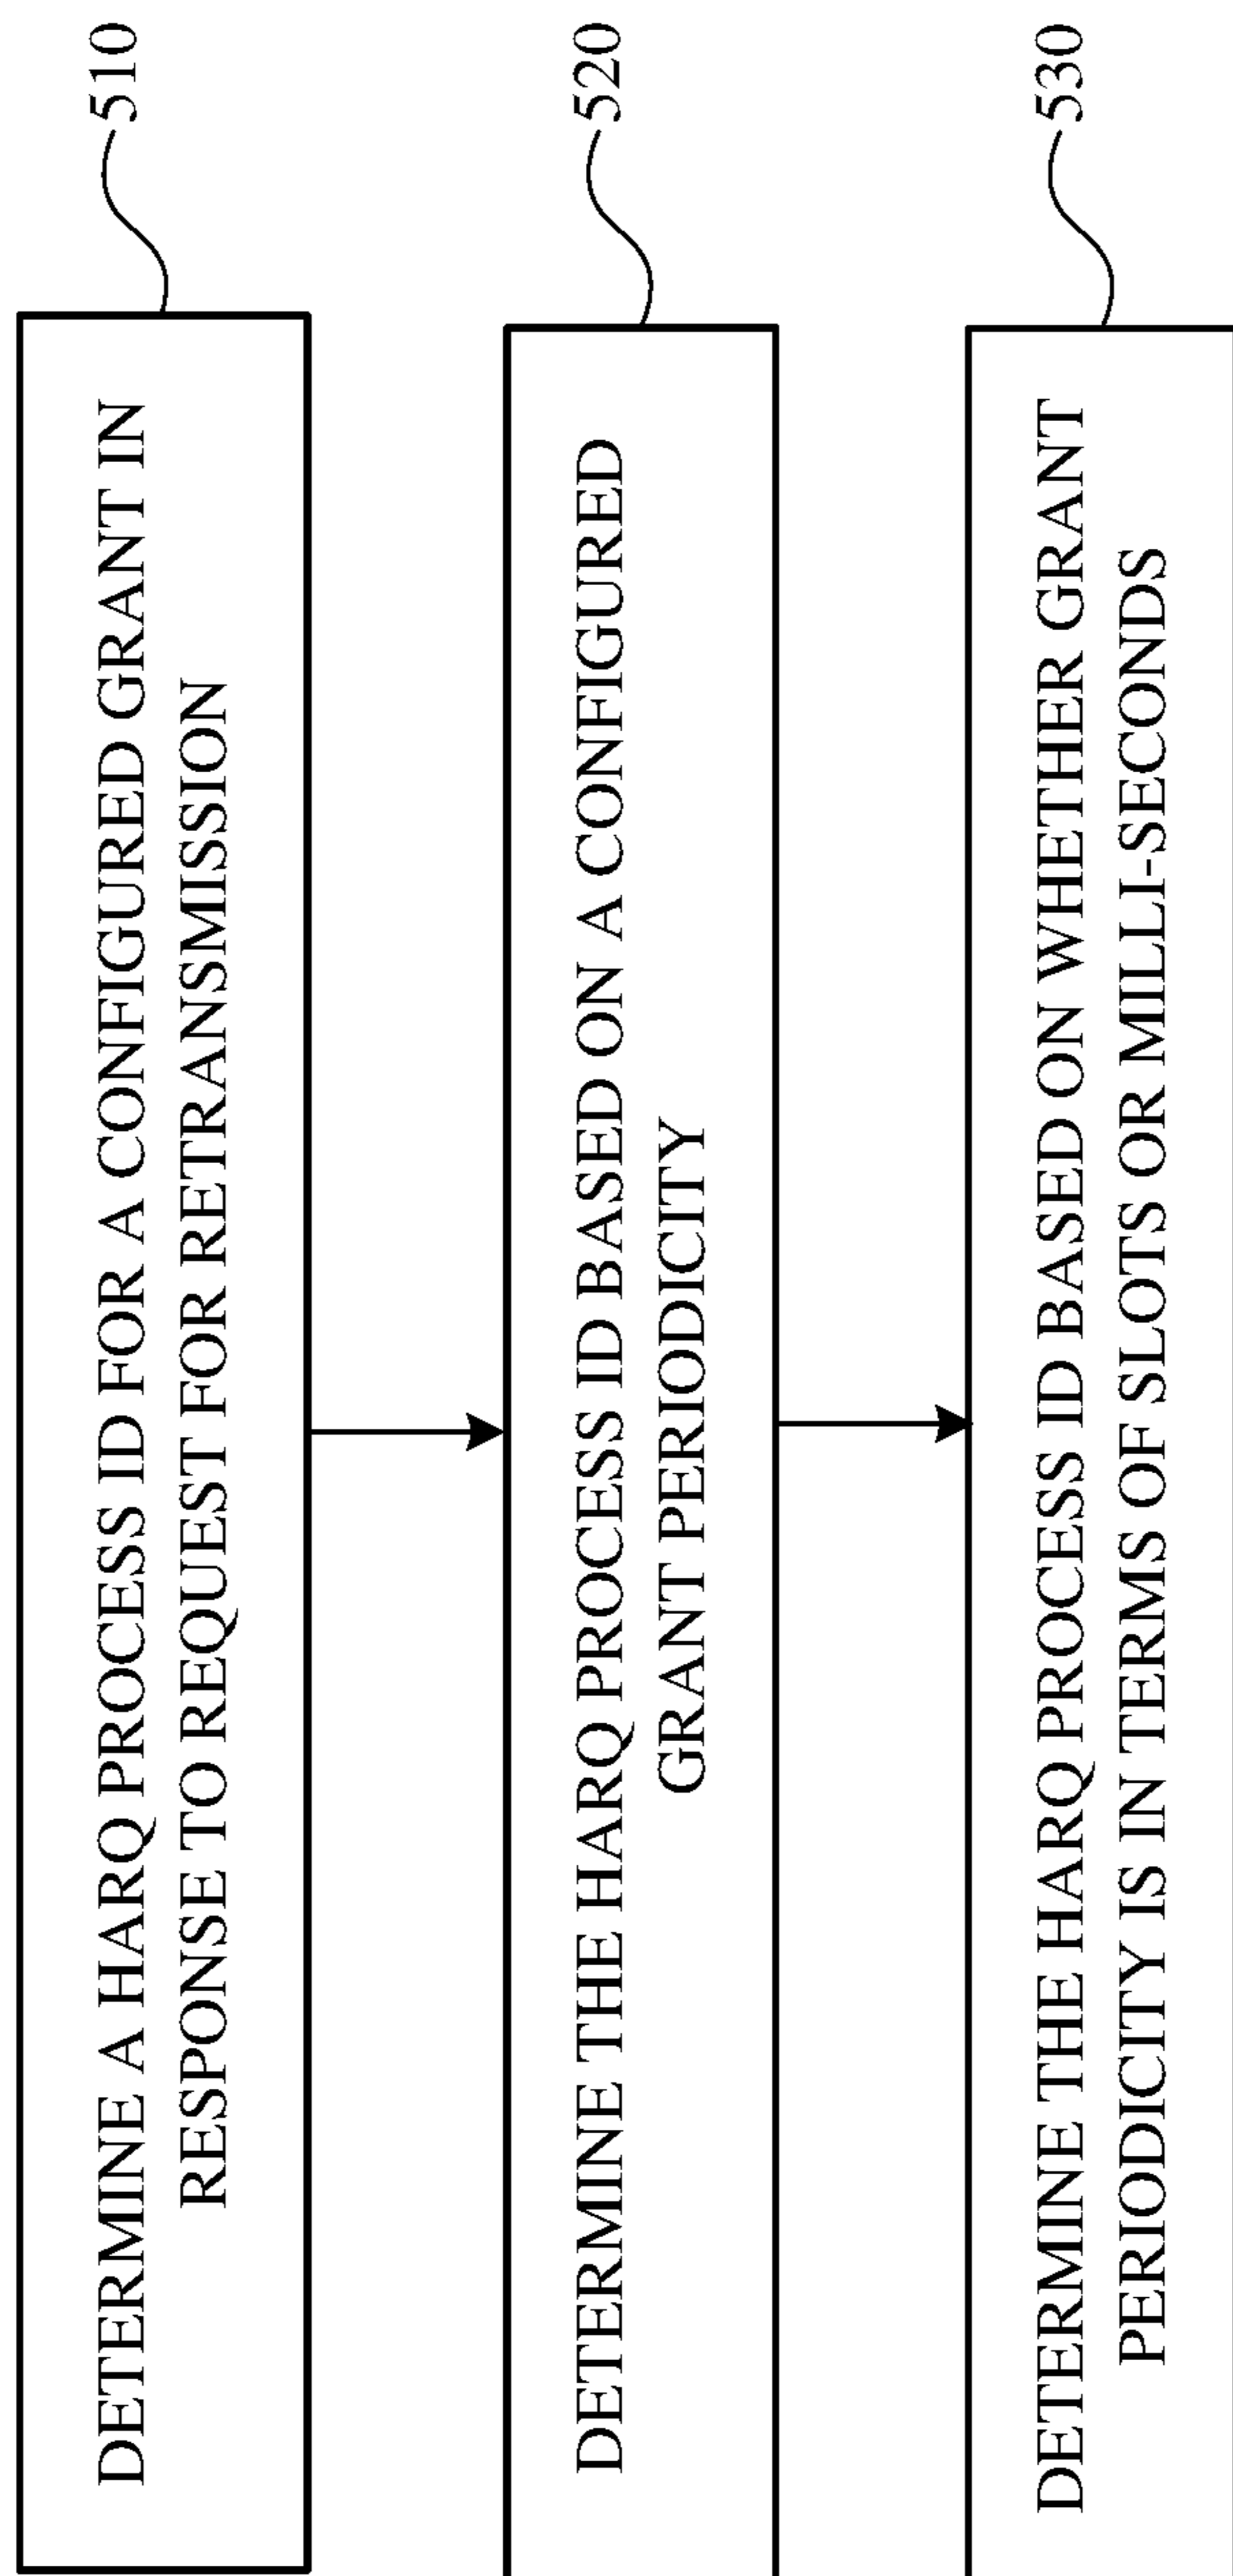 DETERMINE A HARQ PROCESS ID FOR A CONFIGURED GRANT IN
RESPONSE TO REQUEST FOR RETRANSMISSION
510
DETERMINE THE HARQ PROCESS ID BASED ON A CONFIGURED
GRANT PERIODICITY
520
DETERMINE THE HARQ PROCESS ID BASED ON WHETHER GRANT
PERIODICITY IS IN TERMS OF SLOTS OR MILLI-SECONDS
530